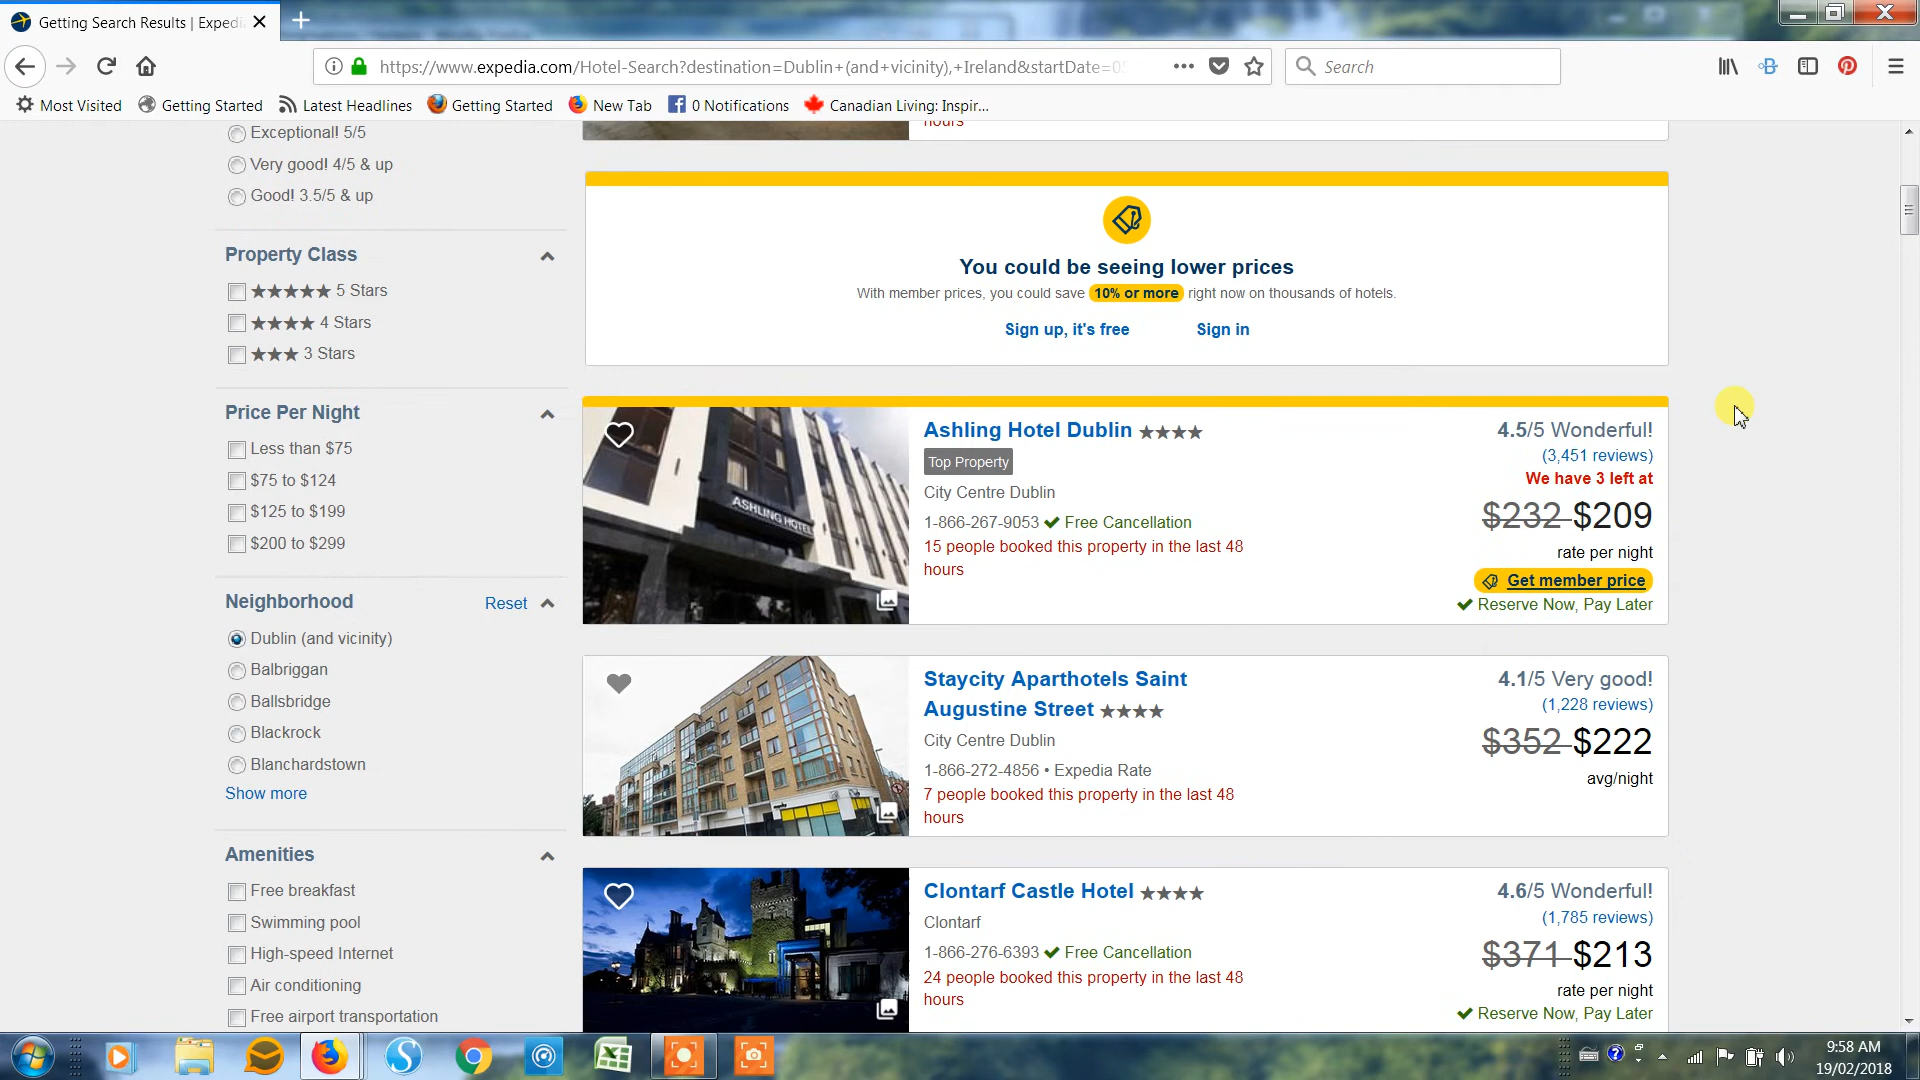 Getting Search Results | Expedi
https://www.expedia.com/Hotel-Search?destination=Dublin+(and+vicinity),+Ireland&startDate=05
Search
Most Visited
Getting Started
Latest Headlines
Getting Started
New Tab
0 Notifications
Canadian Living: Inspir...
Exceptional! 5/5
Very good! 4/5 & up
Good! 3.5/5 & up
Property Class
5 Stars
4 Stars
3 Stars
Price Per Night
Less than $75
$75 to $124
$125 to $199
$200 to $299
Neighborhood
Reset
Dublin (and vicinity)
Balbriggan
Ballsbridge
Blackrock
Blanchardstown
Show more
Amenities
Free breakfast
Swimming pool
High-speed Internet
Air conditioning
Free airport transportation
hours
You could be seeing lower prices
With member prices, you could save 10% or more right now on thousands of hotels.
Sign up, it's free
Sign in
ASHLING HOTEL
Ashling Hotel Dublin
Top Property
City Centre Dublin
1-866-267-9053 Free Cancellation
15 people booked this property in the last 48
hours
4.5/5 Wonderful!
(3,451 reviews)
We have 3 left at
$232 $209
rate per night
Get member price
Reserve Now, Pay Later
Staycity Aparthotels Saint
Augustine Street
City Centre Dublin
1-866-272-4856 • Expedia Rate
7 people booked this property in the last 48
hours
4.1/5 Very good!
(1,228 reviews)
$352 $222
avg/night
Clontarf Castle Hotel
Clontarf
1-866-276-6393 Free Cancellation
24 people booked this property in the last 48
hours
4.6/5 Wonderful!
(1,785 reviews)
$371 $213
rate per night
Reserve Now, Pay Later
9:58 AM
19/02/2018